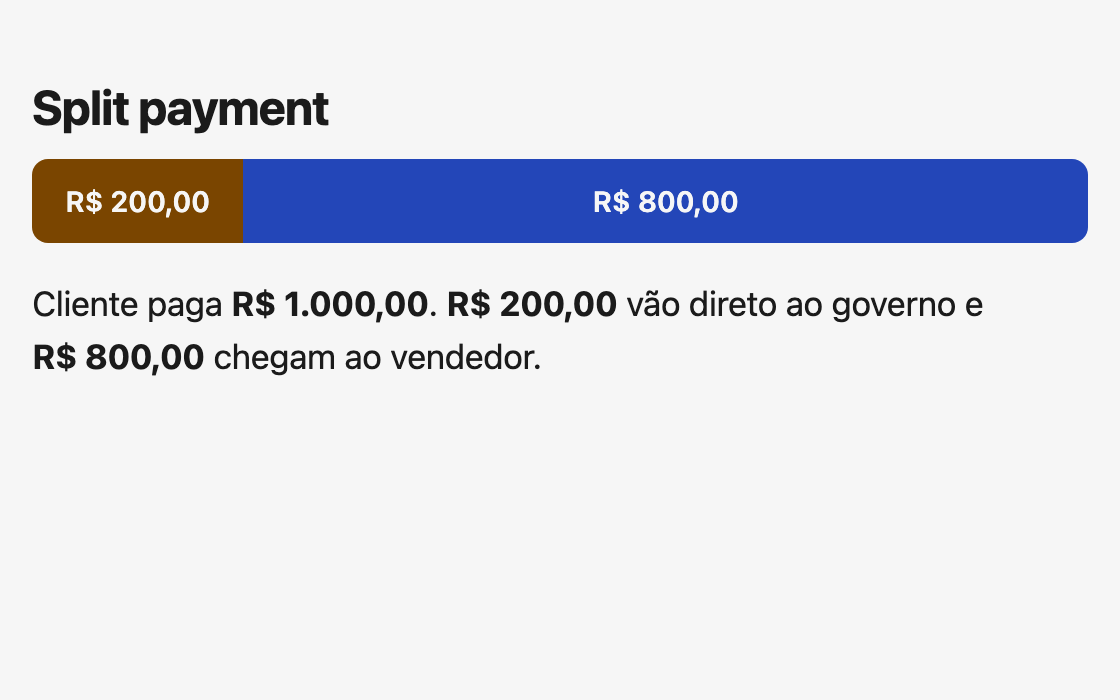 Split payment
R$ 200,00
R$ 800,00
Cliente paga R$ 1.000,00. R$ 200,00 vão direto ao governo e
R$ 800,00 chegam ao vendedor.